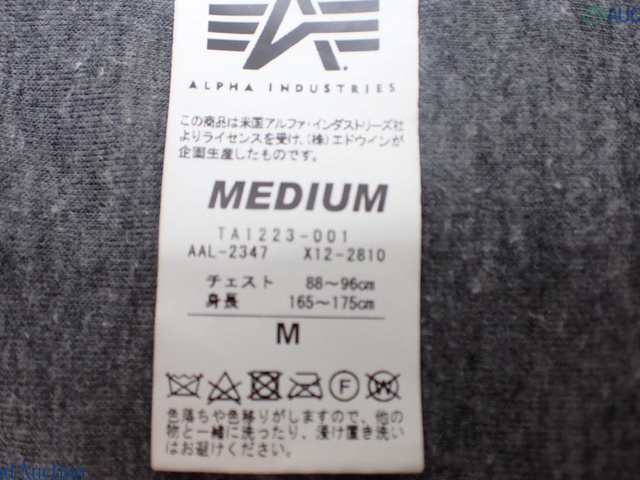 AUC
ALPHA INDUSTRIES
この商品は米国アルファ・インダストリーズ社
よりライセンスを受け、(株)エドウインが
企画生産したものです。
MEDIUM
TA1223-001
AAL-2347 X12-2810
チェスト 88～96cm
身長 165～175cm
M
F W
色落ちや色移りがしますので、他の
物と一緒に洗ったり、浸け置き洗い
はお避けください。
Auction